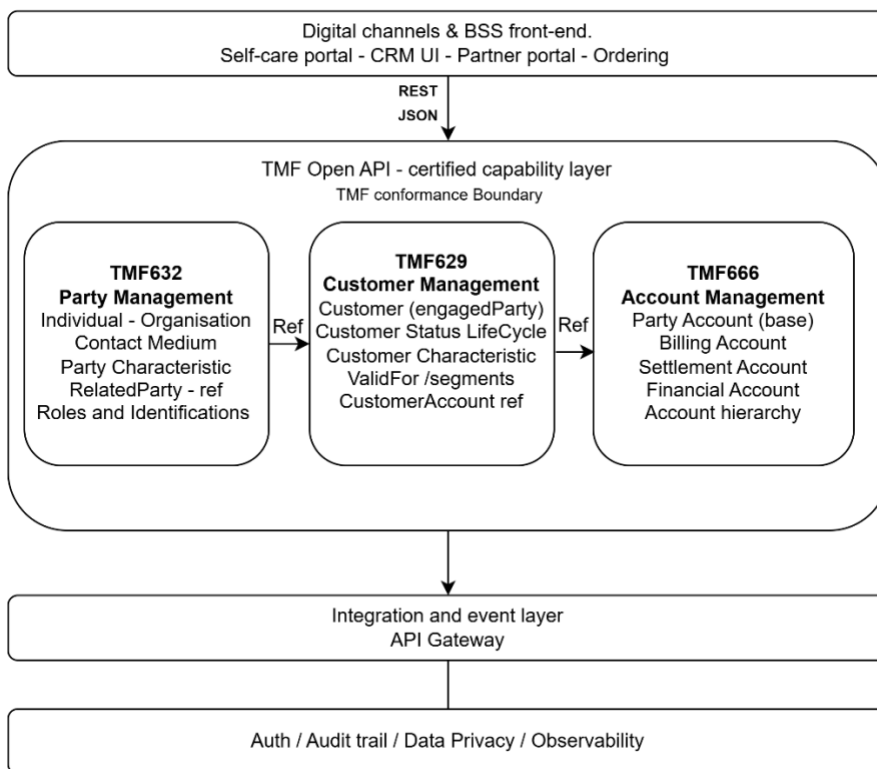 Digital channels & BSS front-end.
Self-care portal - CRM UI - Partner portal - Ordering
REST
JSON
TMF Open API - certified capability layer
TMF conformance Boundary
TMF632
Party Management
Individual - Organisation
Contact Medium
Party Characteristic
RelatedParty - ref
Roles and Identifications
Ref
TMF629
Customer Management
Customer (engagedParty)
Customer Status LifeCycle
Customer Characteristic
ValidFor /segments
CustomerAccount ref
Ref
TMF666
Account Management
Party Account (base)
Billing Account
Settlement Account
Financial Account
Account hierarchy
Integration and event layer
API Gateway
Auth / Audit trail / Data Privacy / Observability